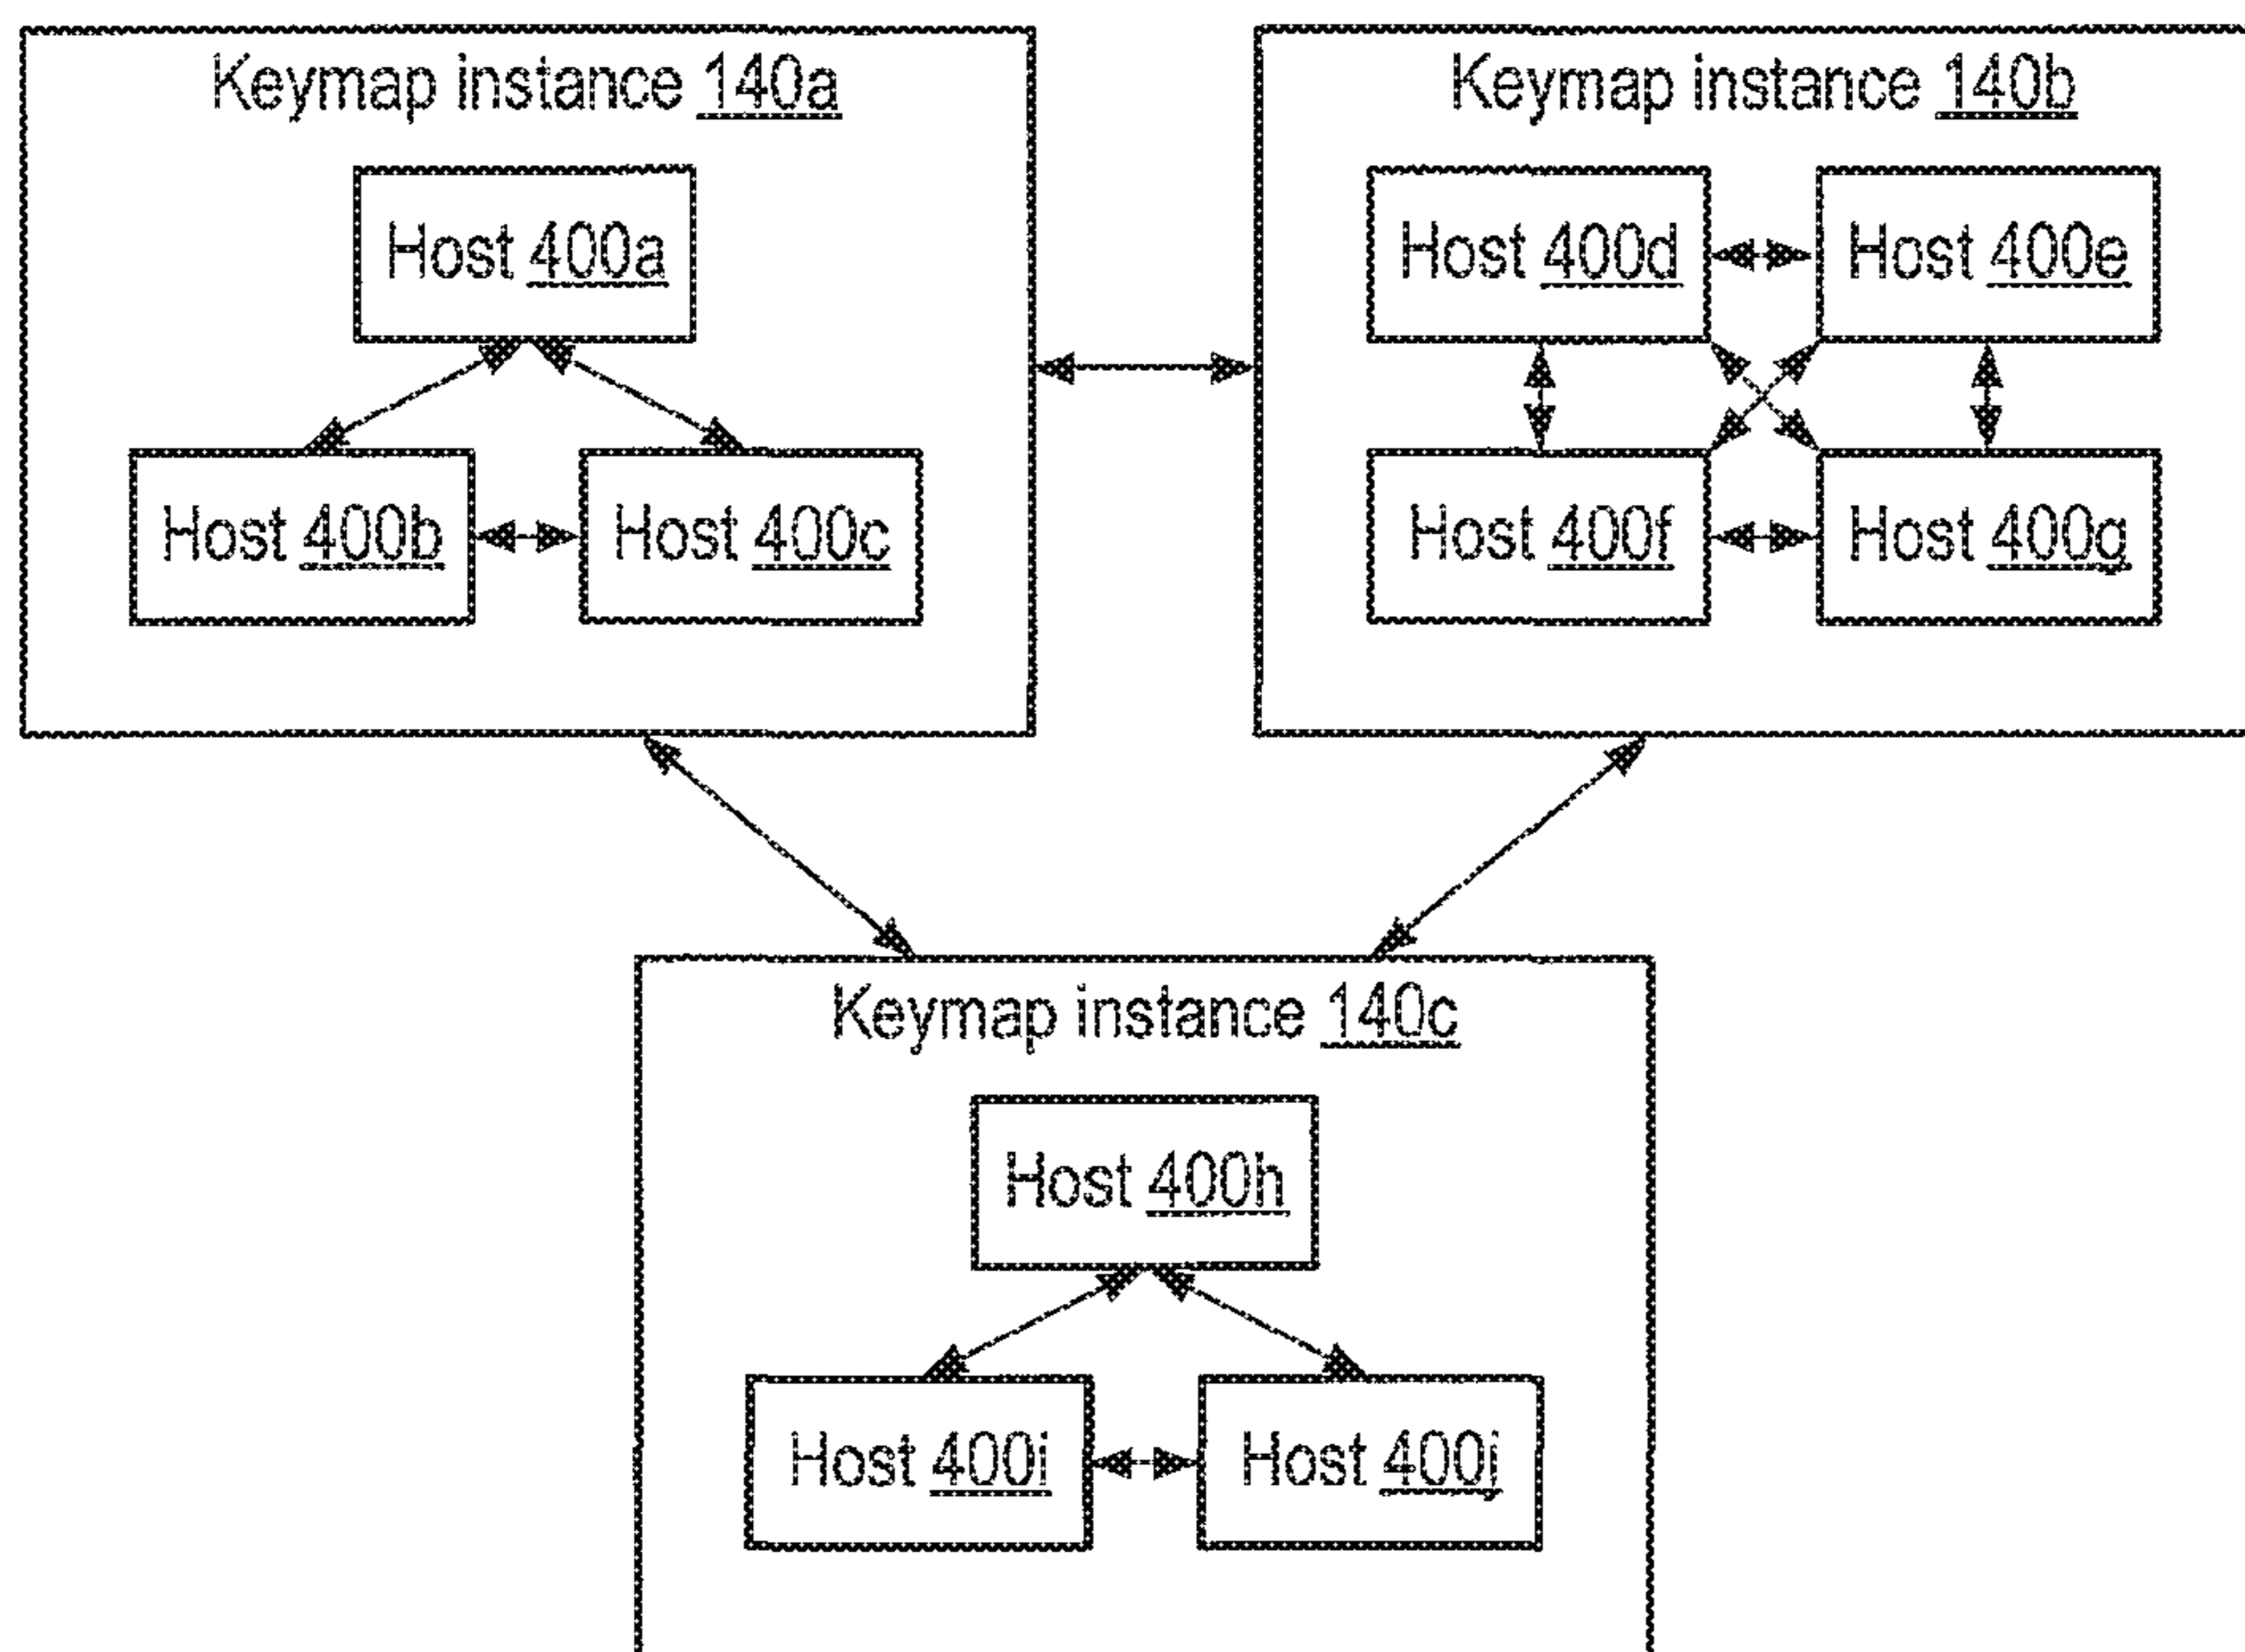 Keymap instance 140a
Host 400a
Host 400b
Host 400c
Keymap instance 140b
Host 400d
Host 400e
Host 400f
Host 400g
Keymap instance 140c
Host 400h
Host 400i
Host 400j